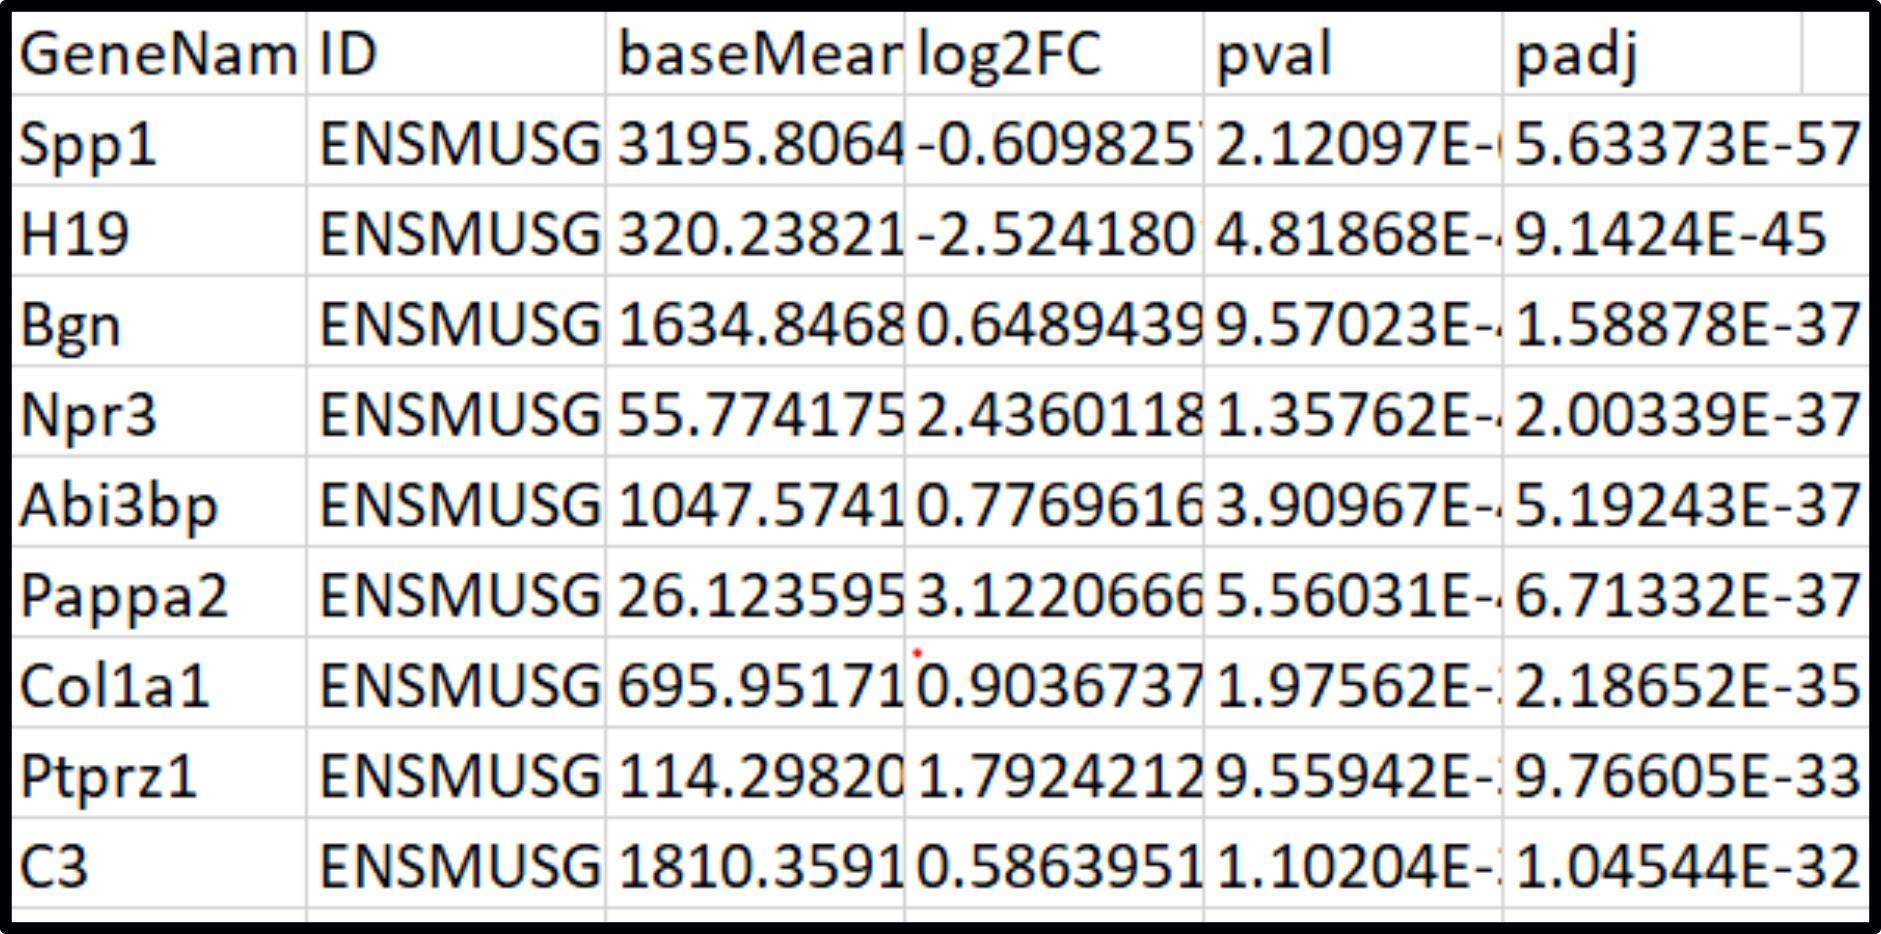 GeneNam ID baseMean log2FC pval padj
Spp1 ENSMUSG 3195.8064 -0.609825 2.12097E- 5.63373E-57
H19 ENSMUSG 320.23821 -2.524180 4.81868E- 9.1424E-45
Bgn ENSMUSG 1634.8468 0.6489439 9.57023E- 1.58878E-37
Npr3 ENSMUSG 55.774175 2.4360118 1.35762E- 2.00339E-37
Abi3bp ENSMUSG 1047.5741 0.7769616 3.90967E- 5.19243E-37
Pappa2 ENSMUSG 26.123595 3.1220666 5.56031E- 6.71332E-37
Col1a1 ENSMUSG 695.95171 0.9036737 1.97562E- 2.18652E-35
Ptprz1 ENSMUSG 114.29820 1.7924212 9.55942E- 9.76605E-33
C3 ENSMUSG 1810.3591 0.5863951 1.10204E- 1.04544E-32